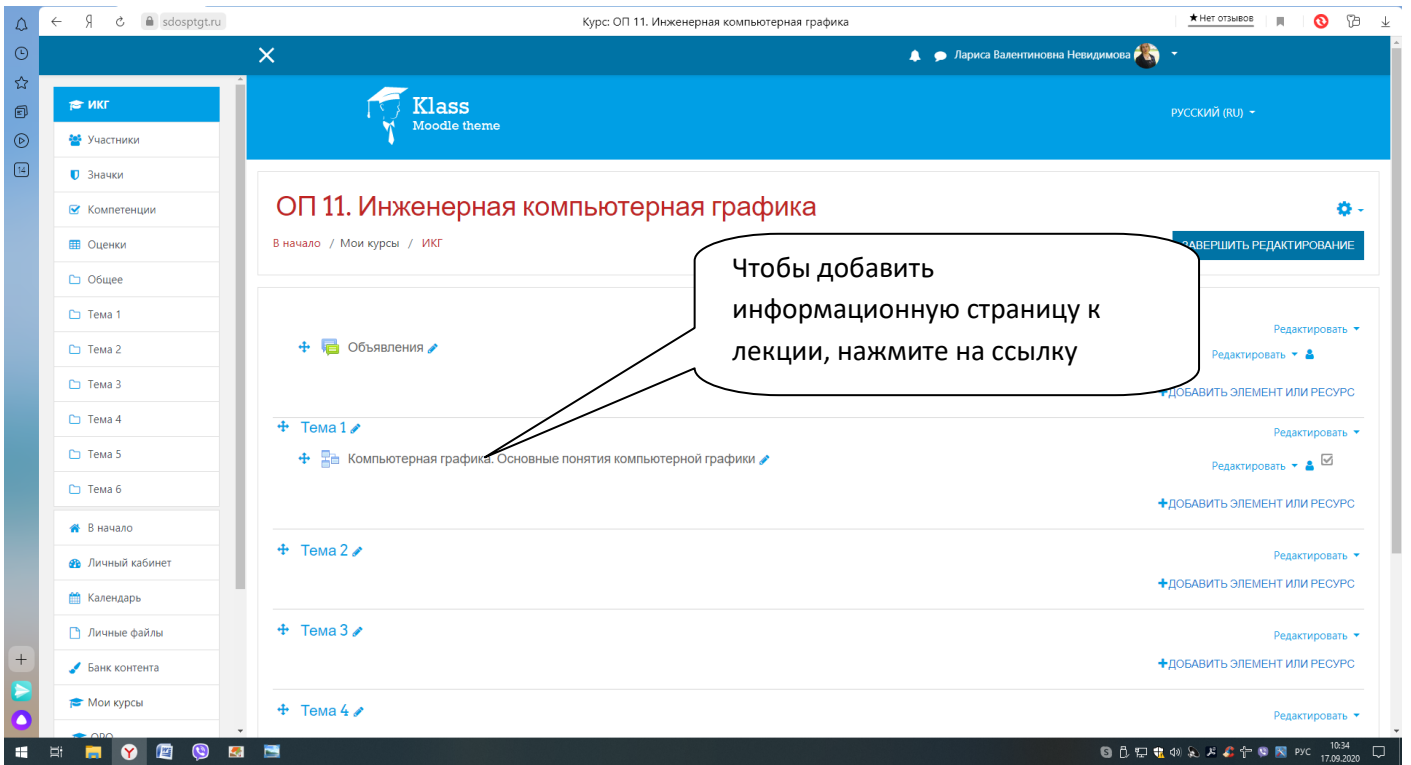 sdosptgt.ru
Курс: ОП 11. Инженерная компьютерная графика
★Нет отзывов
Лариса Валентиновна Невидимова
ИКГ
Участники
Значки
Компетенции
Оценки
Общее
Тема 1
Тема 2
Тема 3
Тема 4
Тема 5
Тема 6
В начало
Личный кабинет
Календарь
Личные файлы
Банк контента
Мои курсы
ОРО
14
Klass
Moodle theme
РУССКИЙ (RU)
ОП 11. Инженерная компьютерная графика
В начало / Мои курсы / ИКГ
ЗАВЕРШИТЬ РЕДАКТИРОВАНИЕ
Чтобы добавить
информационную страницу к
лекции, нажмите на ссылку
Редактировать
Объявления
Редактировать
+ДОБАВИТЬ ЭЛЕМЕНТ ИЛИ РЕСУРС
Тема 1
Редактировать
Компьютерная графика. Основные понятия компьютерной графики
Редактировать
+ДОБАВИТЬ ЭЛЕМЕНТ ИЛИ РЕСУРС
Тема 2
Редактировать
+ДОБАВИТЬ ЭЛЕМЕНТ ИЛИ РЕСУРС
Тема 3
Редактировать
+ДОБАВИТЬ ЭЛЕМЕНТ ИЛИ РЕСУРС
Тема 4
Редактировать
РУС
10:34
17.09.2020